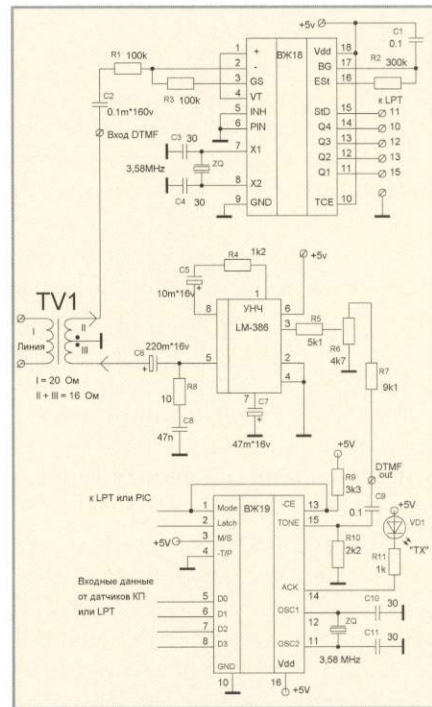 +5v
C1
0.1
R1
100k
R3
100k
C2
0.1m*160v
Вход DTMF
C3
30
ZQ
3,58MHz
C4
30
ВЖ18
1
+
2
-
3
GS
4
VT
5
INH
6
PIN
7
X1
8
X2
9
GND
Vdd
18
BG
17
ESt
16
R2
300k
к LPT
StD
15
11
Q4
14
10
Q3
13
12
Q2
12
13
Q1
11
15
TCE
10
TV1
I
Линия
II
III
I = 20 Ом
II + III = 16 Ом
C5
10m*16v
R4
1k2
1
8
УНЧ
LM-386
6
+5v
3
R5
5k1
R6
4k7
R7
9k1
C6
220m*16v
5
2
4
7
C7
47m*16v
R8
10
C8
47n
DTMF
out
C9
0.1
+5V
R9
3k3
+5V
VD1
"TX"
R11
1k
R10
2k2
к LPT или PIC
ВЖ19
1
Mode
2
Latch
+5V
3
M/S
4
-T/P
-CE
13
TONE
15
ACK
14
Входные данные
от датчиков КП
или LPT
5
D0
6
D1
7
D2
8
D3
OSC1
12
C10
30
ZQ
3,58 MHz
OSC2
11
C11
30
GND
10
Vdd
16
+5V